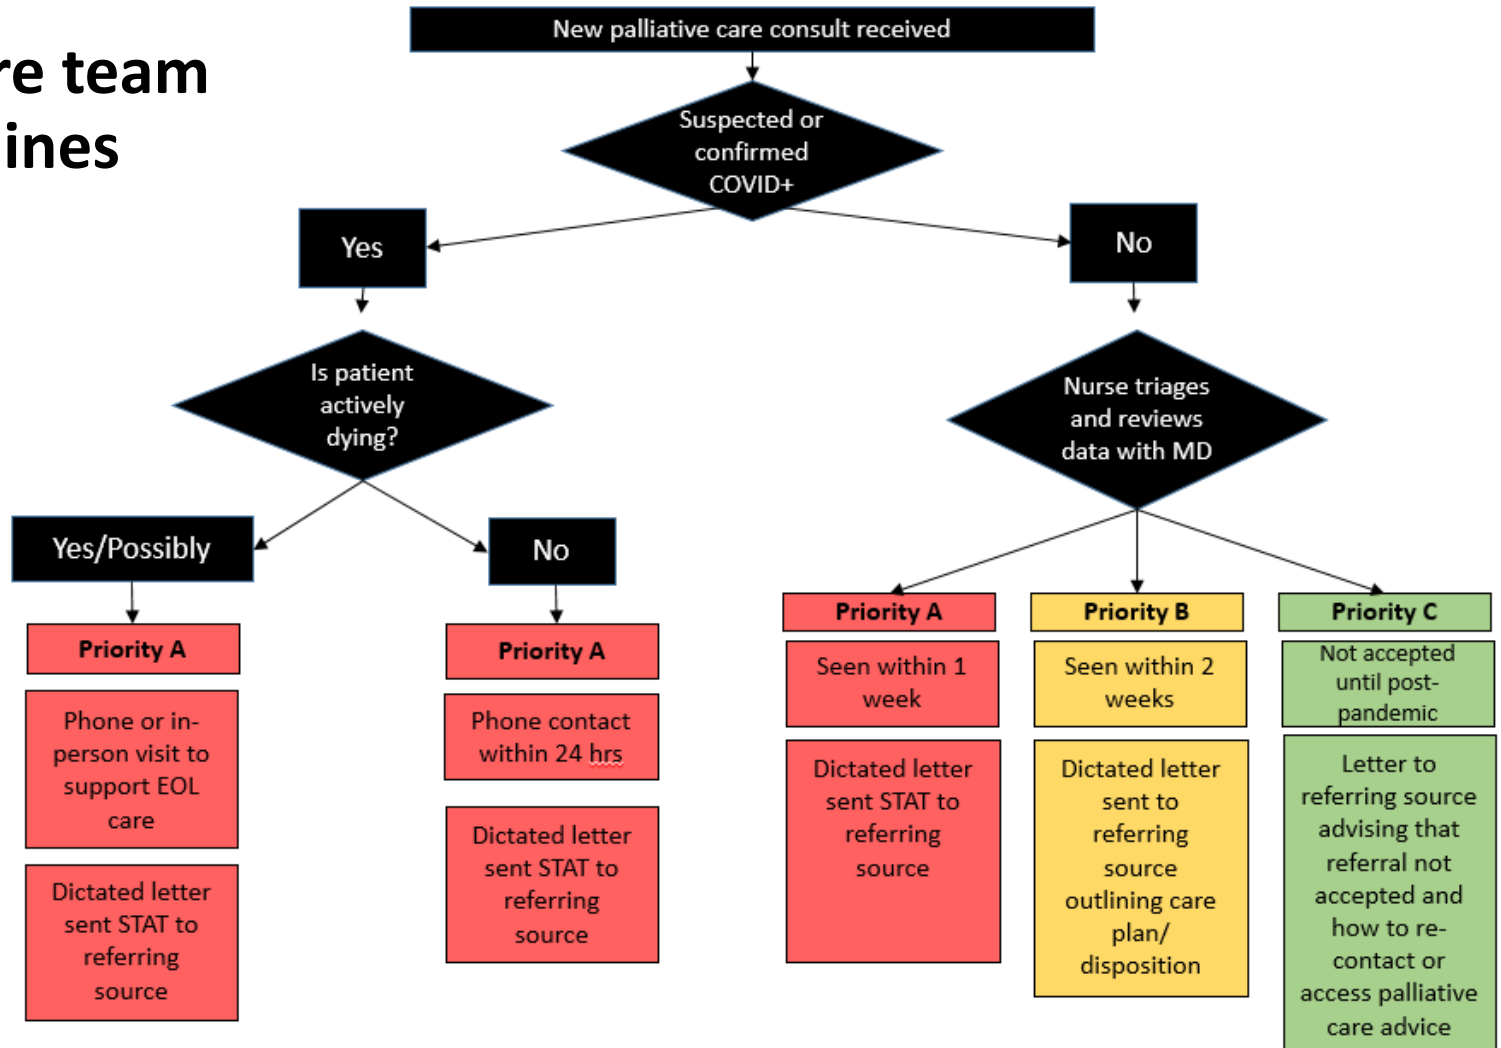 re team
ines
New palliative care consult received
Suspected or
confirmed
COVID+
Yes
No
Is patient
actively
dying?
Nurse triages
and reviews
data with MD
Yes/Possibly
No
Priority A
Phone or in-
person visit to
support EOL
care
Dictated letter
sent STAT to
referring
source
Priority A
Phone contact
within 24 hrs
Dictated letter
sent STAT to
referring
source
Priority A
Seen within 1
week
Dictated letter
sent STAT to
referring
source
Priority B
Seen within 2
weeks
Dictated letter
sent to
referring
source
outlining care
plan/
disposition
Priority C
Not accepted
until post-
pandemic
Letter to
referring source
advising that
referral not
accepted and
how to re-
contact or
access palliative
care advice